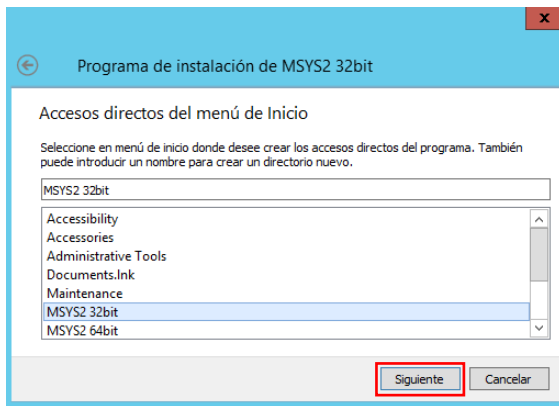 x
Programa de instalación de MSYS2 32bit
Accesos directos del menú de Inicio
Seleccione en menú de inicio donde desee crear los accesos directos del programa. También
puede introducir un nombre para crear un directorio nuevo.
MSYS2 32bit
Accessibility
Accessories
Administrative Tools
Documents.lnk
Maintenance
MSYS2 32bit
MSYS2 64bit
Siguiente
Cancelar